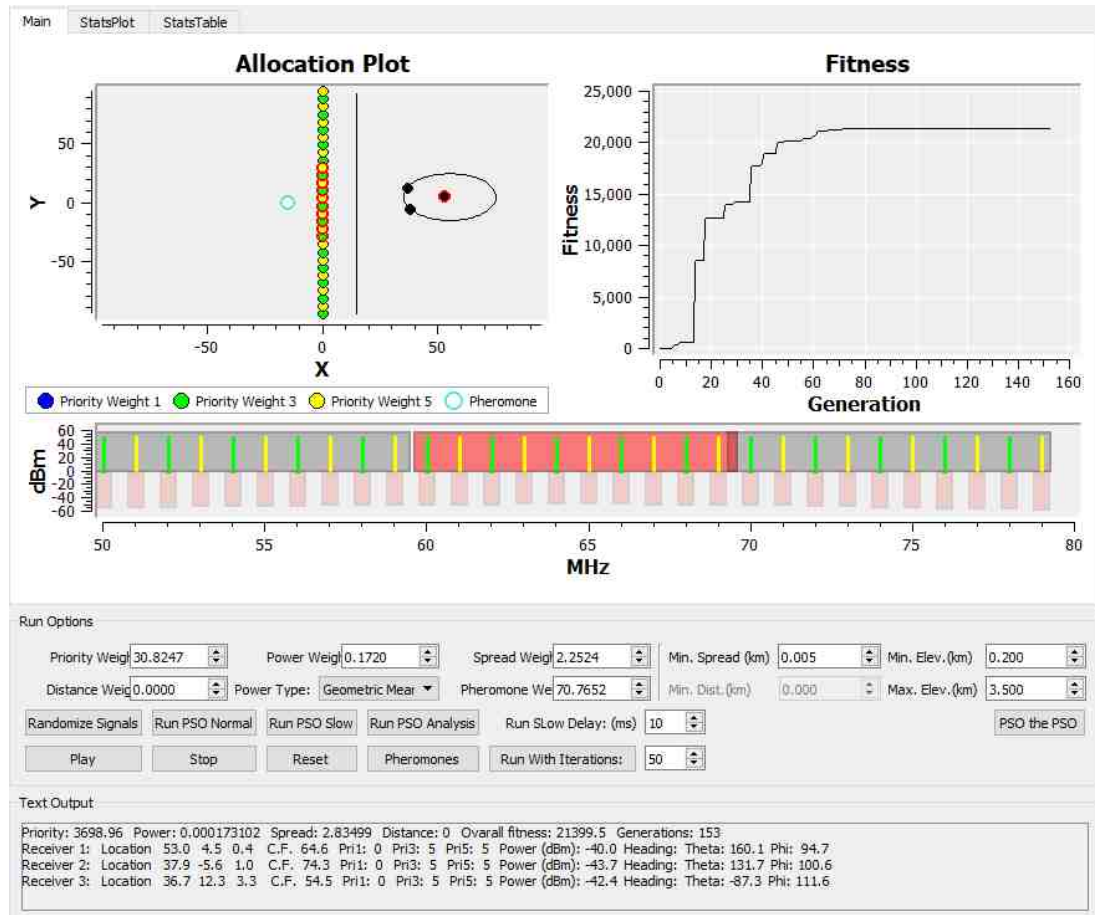 Main StatsPlot StatsTable
Allocation Plot
50
0
-50
Y
-50 0 50
X
Priority Weight 1 Priority Weight 3 Priority Weight 5 Pheromone
Fitness
25,000
20,000
15,000
10,000
5,000
0
Fitness
0 20 40 60 80 100 120 140 160
Generation
60
40
20
0
-20
-40
-60
dBm
50 55 60 65 70 75 80
MHz
Run Options
Priority Weigh 30.8247 Power Weigh 0.1720 Spread Weigh 2.2524 Min. Spread (km) 0.005 Min. Elev.(km) 0.200
Distance Weig 0.0000 Power Type: Geometric Mear Pheromone We 70.7652 Min. Dist.(km) 0.000 Max. Elev.(km) 3.500
Randomize Signals Run PSO Normal Run PSO Slow Run PSO Analysis Run SLow Delay: (ms) 10 PSO the PSO
Play Stop Reset Pheromones Run With Iterations: 50
Text Output
Priority: 3698.96 Power: 0.000173102 Spread: 2.83499 Distance: 0 Ovarall fitness: 21399.5 Generations: 153
Receiver 1: Location 53.0 4.5 0.4 C.F. 64.6 Pri1: 0 Pri3: 5 Pri5: 5 Power (dBm): -40.0 Heading: Theta: 160.1 Phi: 94.7
Receiver 2: Location 37.9 -5.6 1.0 C.F. 74.3 Pri1: 0 Pri3: 5 Pri5: 5 Power (dBm): -43.7 Heading: Theta: 131.7 Phi: 100.6
Receiver 3: Location 36.7 12.3 3.3 C.F. 54.5 Pri1: 0 Pri3: 5 Pri5: 5 Power (dBm): -42.4 Heading: Theta: -87.3 Phi: 111.6